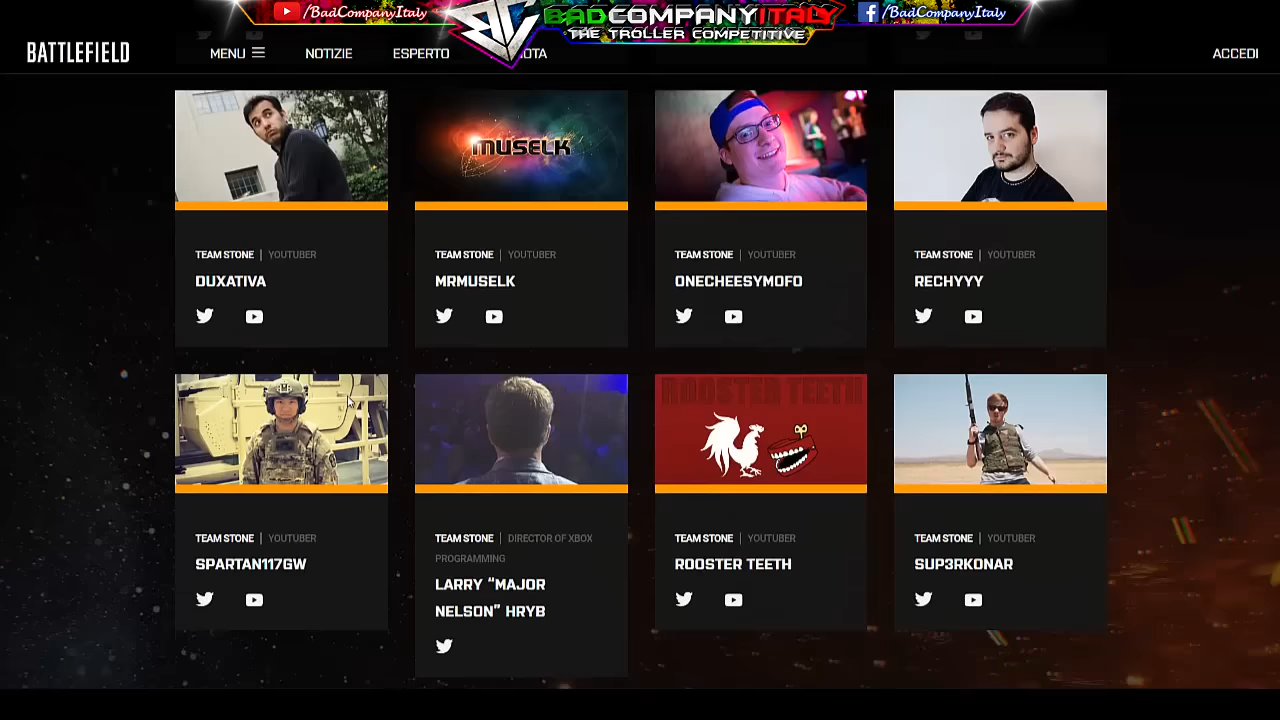 /BadCompanyItaly
BADCOMPANYITALY
THE TROLLER COMPETITIVE
/BadCompanyItaly
BATTLEFIELD
MENU
NOTIZIE
ESPERTO
ACCEDI
MUSELK
TEAM STONE | YOUTUBER
DUXATIVA
TEAM STONE | YOUTUBER
MRMUSELK
TEAM STONE | YOUTUBER
ONECHEESYMOFO
TEAM STONE | YOUTUBER
RECHYYY
ROOSTER TEETH
TEAM STONE | YOUTUBER
SPARTAN117GW
TEAM STONE | DIRECTOR OF XBOX
PROGRAMMING
LARRY “MAJOR
NELSON” HRYB
TEAM STONE | YOUTUBER
ROOSTER TEETH
TEAM STONE | YOUTUBER
SUP3RKONAR